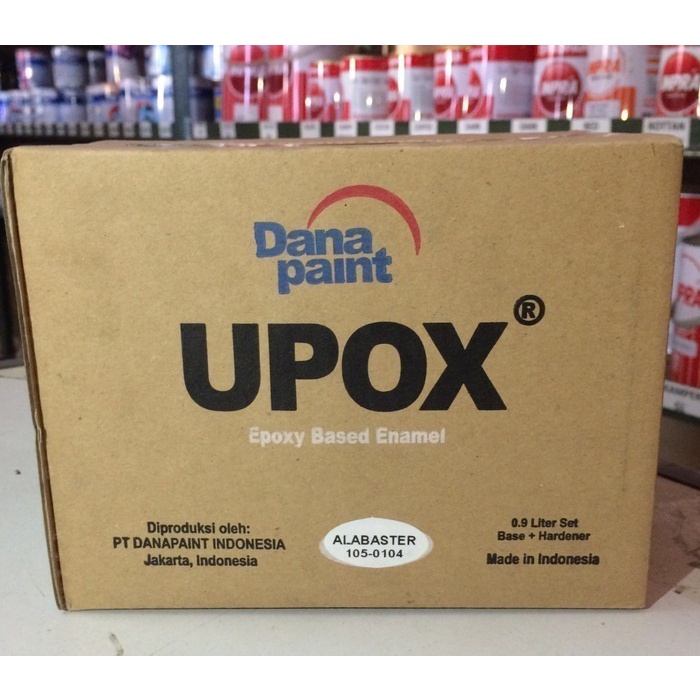 Dana
paint
UPOX®
Epoxy Based Enamel
Diproduksi oleh:
PT DANAPAINT INDONESIA
Jakarta, Indonesia
ALABASTER
105-0104
0.9 Liter Set
Base + Hardener
Made in Indonesia